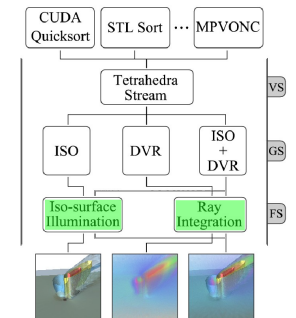 CUDA
Quicksort
STL Sort
...
MPVONC
Tetrahedra
Stream
VS
ISO
DVR
ISO
+
DVR
GS
Iso-surface
Illumination
Ray
Integration
FS